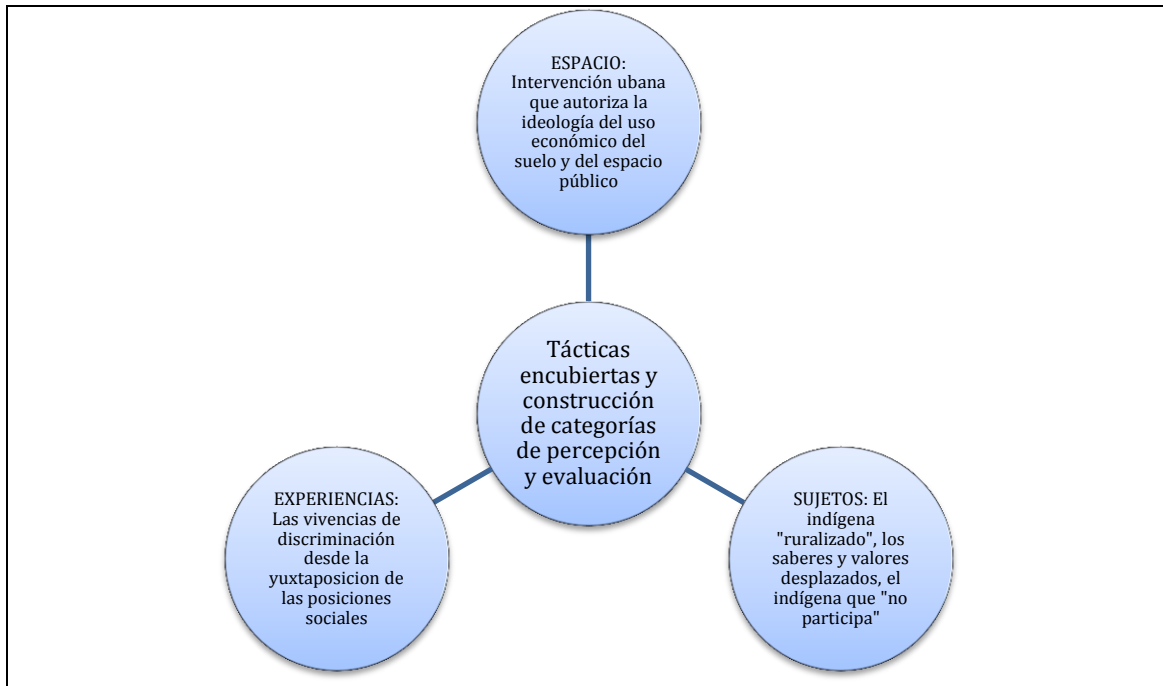 ESPACIO:
Intervención ubana
que autoriza la
ideología del uso
económico del
suelo y del espacio
público
Tácticas
encubiertas y
construcción
de categorías
de percepción
y evaluación
EXPERIENCIAS:
Las vivencias de
discriminación
desde la
yuxtaposicion de
las posiciones
sociales
SUJETOS: El
indígena
"ruralizado", los
saberes y valores
desplazados, el
indígena que "no
participa"